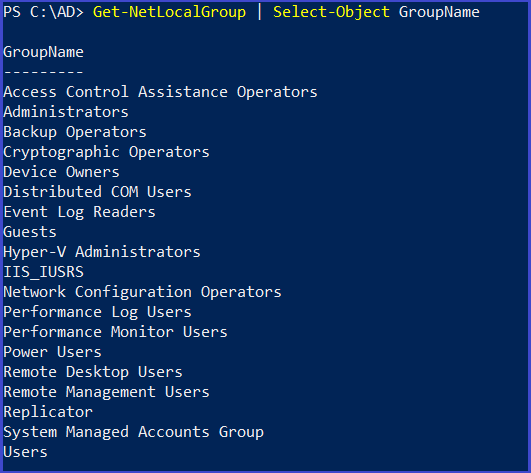 PS C:\AD> Get-NetLocalGroup | Select-Object GroupName
GroupName
---------
Access Control Assistance Operators
Administrators
Backup Operators
Cryptographic Operators
Device Owners
Distributed COM Users
Event Log Readers
Guests
Hyper-V Administrators
IIS_IUSRS
Network Configuration Operators
Performance Log Users
Performance Monitor Users
Power Users
Remote Desktop Users
Remote Management Users
Replicator
System Managed Accounts Group
Users